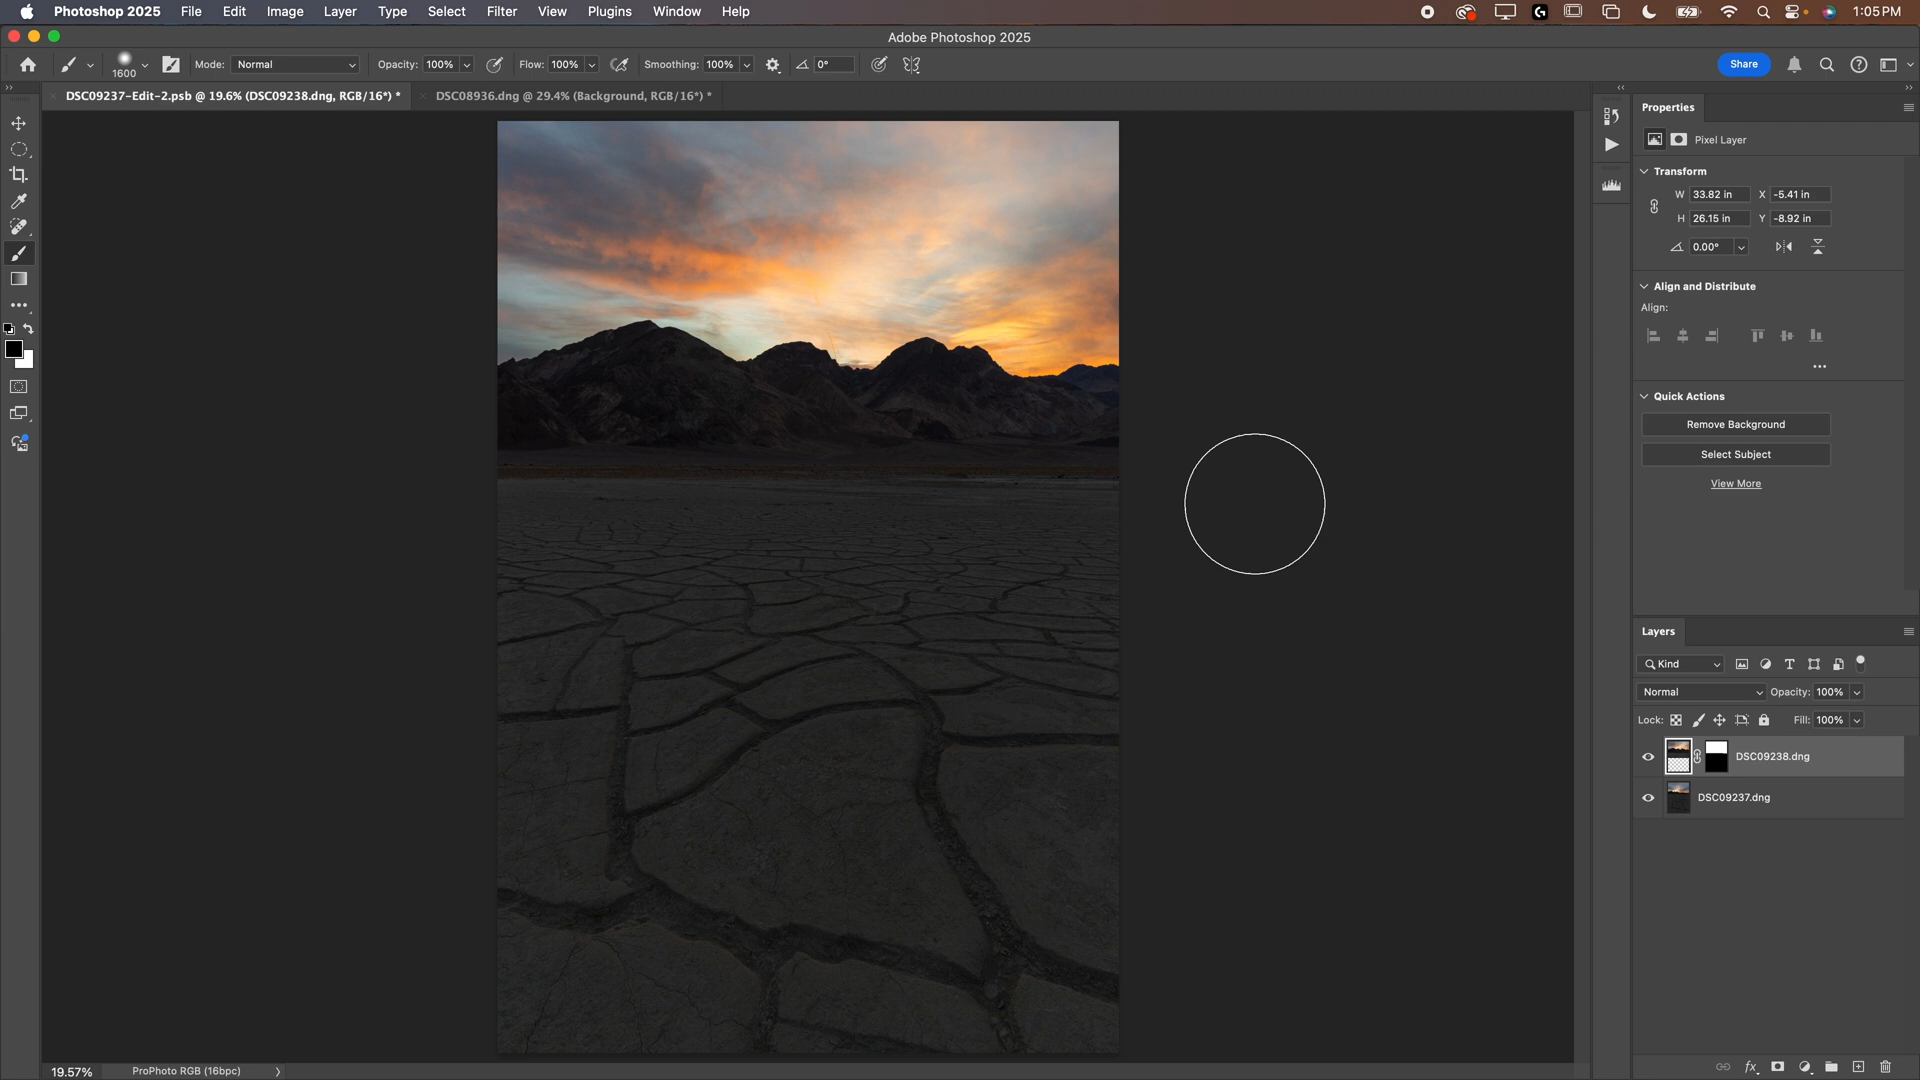 Photoshop 2025 File Edit Image Layer Type Select Filter View Plugins Window Help 1:05 PM
Adobe Photoshop 2025
1600 Mode: Normal Opacity: 100% Flow: 100% Smoothing: 100% 0° Share
DSC09237-Edit-2.psb @ 19.6% (DSC09238.dng, RGB/16*) * DSC08936.dng @ 29.4% (Background, RGB/16*) *
Properties
Pixel Layer
Transform
W 33.82 in X -5.41 in
H 26.15 in Y -8.92 in
0.00°
Align and Distribute
Align:
Quick Actions
Remove Background
Select Subject
View More
Layers
Kind
Normal Opacity: 100%
Lock: Fill: 100%
DSC09238.dng
DSC09237.dng
fx
19.57% ProPhoto RGB (16bpc)